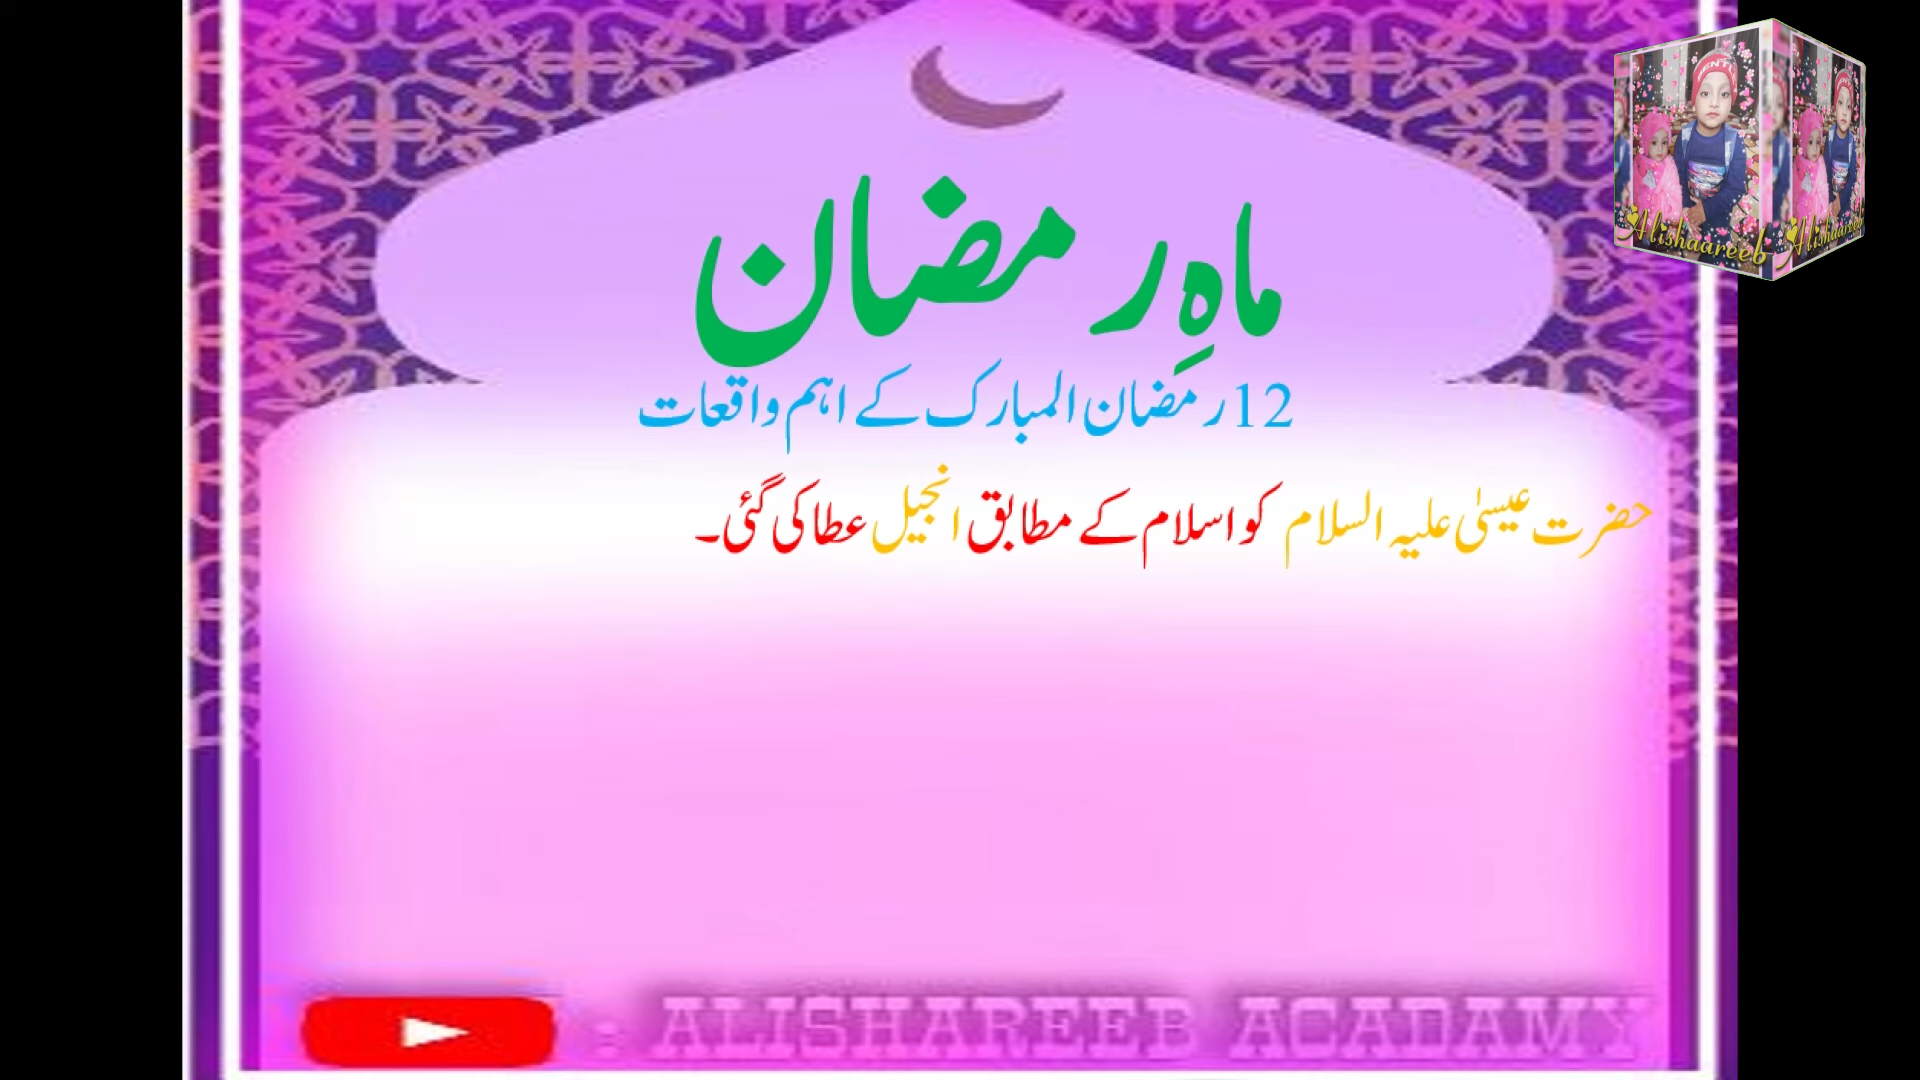 ماہِ رمضان
12 رمضان المبارک کے اہم واقعات
حضرت عیسیٰ علیہ السلام کو اسلام کے مطابق انجیل عطا کی گئی۔
: ALISHAREEB ACADAMY
Alishaareeb
Alishaareeb